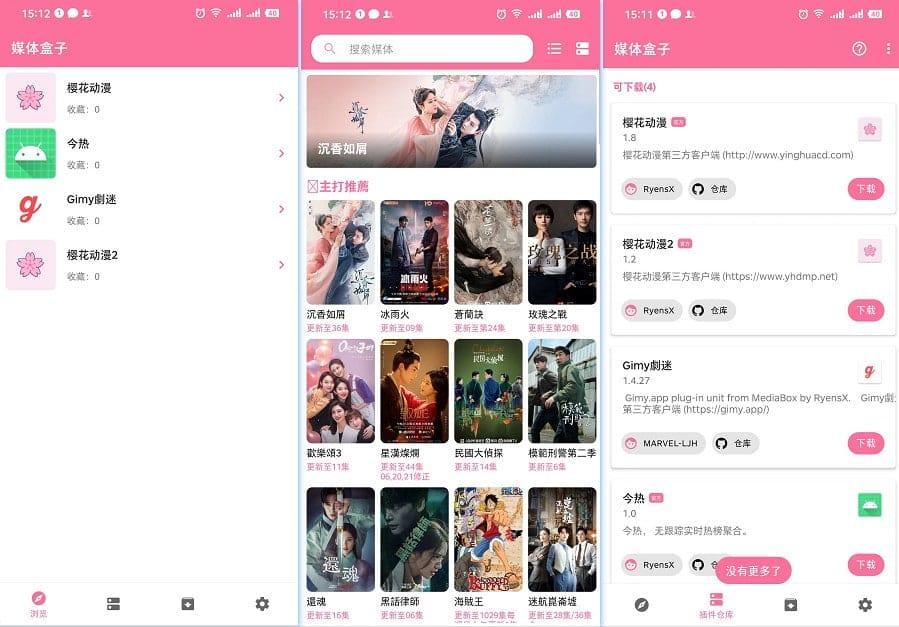 15:12
40
媒体盒子
樱花动漫
收藏：0
今热
收藏：0
Gimy劇迷
收藏：0
樱花动漫2
收藏：0
浏览
15:12
40
搜索媒体
沉香如屑
主打推薦
沉香如屑
更新至36集
冰雨火
更新至09集
蒼蘭訣
更新至第24集
玫瑰之戰
更新至第20集
玫瑰之战
冰雨火
歡樂頌3
更新至11集
星漢燦爛
更新至44集
06,20,21修正
民國大偵探
更新至14集
模範刑警第二季
更新至6集
還魂
還魂
更新至16集
黑話律師
更新至06集
海賊王
更新至1029集每
迷航崑崙墟
更新至28集/36集
15:11
40
媒体盒子
可下载(4)
樱花动漫 官方
1.8
樱花动漫第三方客户端 (http://www.yinghuacd.com)
RyensX 仓库 下载
樱花动漫2 官方
1.2
樱花动漫第三方客户端 (https://www.yhdmp.net)
RyensX 仓库 下载
Gimy劇迷
1.4.27
Gimy.app plug-in unit from MediaBox by RyensX. Gimy劇
第三方客户端 (https://gimy.app/)
MARVEL-LJH 仓库 下载
今热 官方
1.0
今热，无跟踪实时热榜聚合。
RyensX 下载
没有更多了
插件仓库